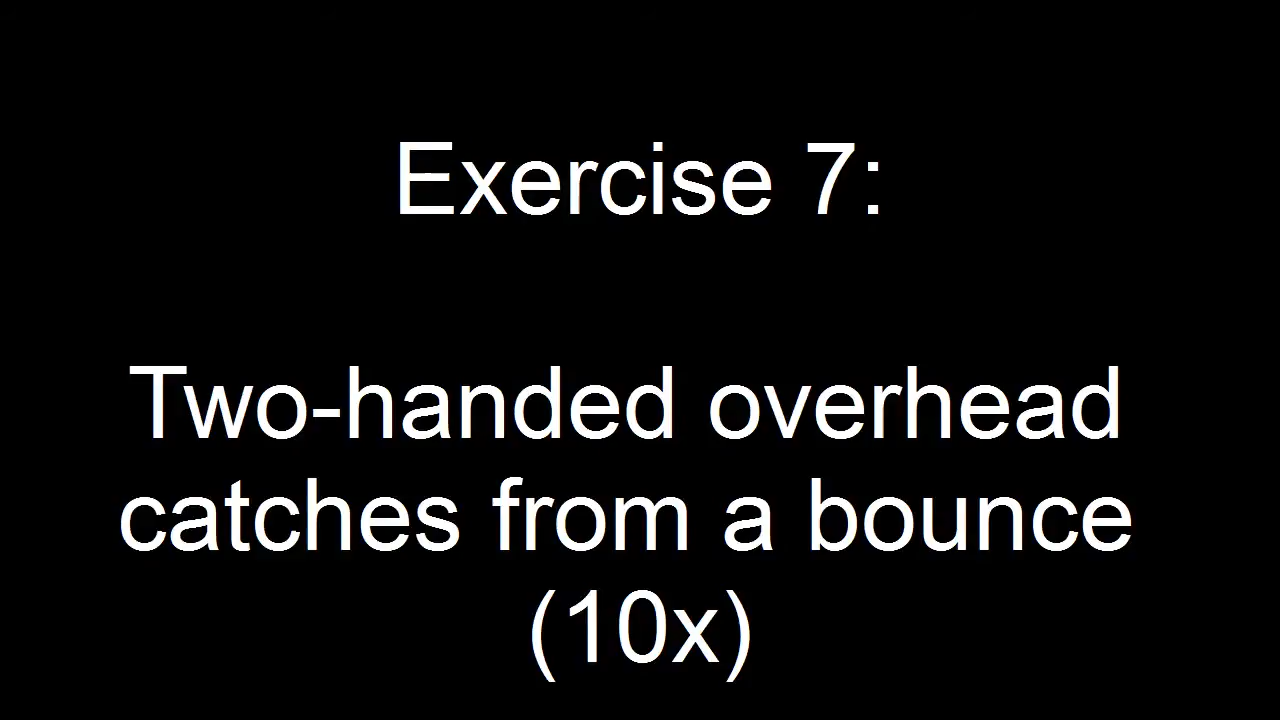 Exercise 7:
Two-handed overhead
catches from a bounce
(10x)